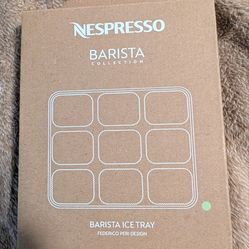 NESPRESSO
BARISTA
COLLECTION
BARISTA ICE TRAY
FEDERICO PERI DESIGN